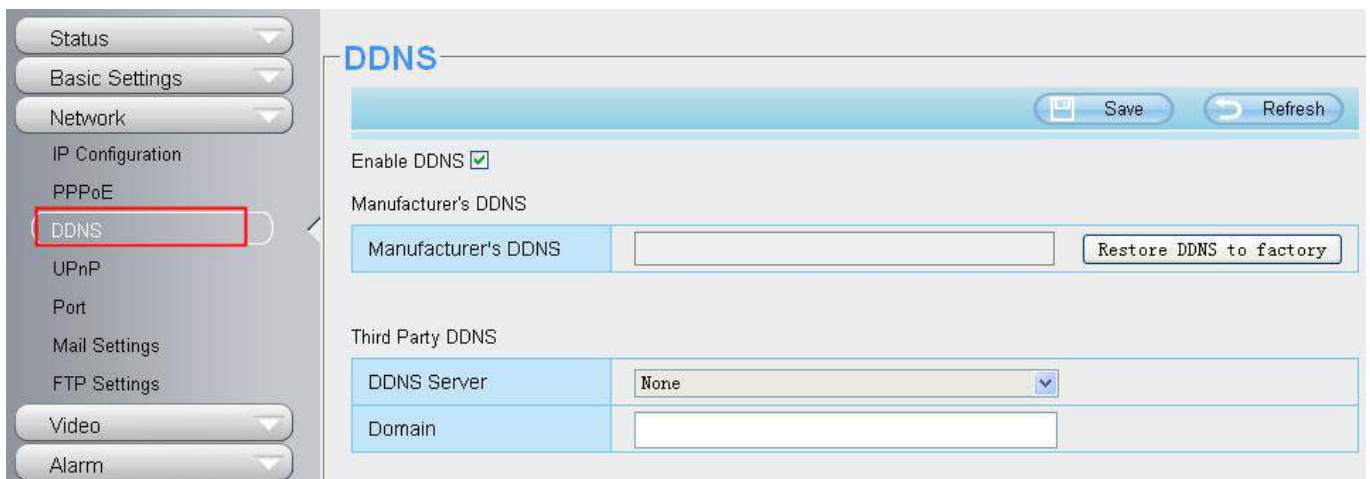 Status
Basic Settings
Network
IP Configuration
PPPoE
DDNS
UPnP
Port
Mail Settings
FTP Settings
Video
Alarm
DDNS
Save
Refresh
Enable DDNS
Manufacturer's DDNS
Manufacturer's DDNS
Restore DDNS to factory
Third Party DDNS
DDNS Server
None
Domain